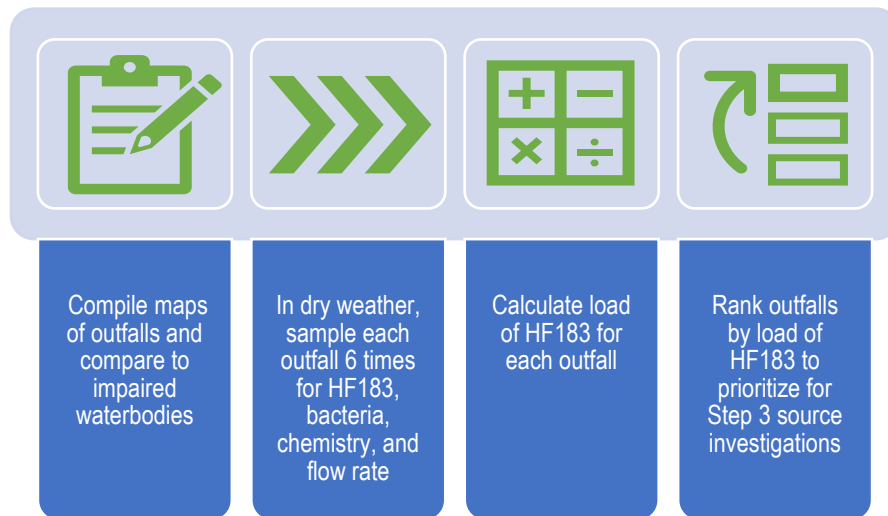 Compile maps
of outfalls and
compare to
impaired
waterbodies
In dry weather,
sample each
outfall 6 times
for HF183,
bacteria,
chemistry, and
flow rate
Calculate load
of HF183 for
each outfall
Rank outfalls
by load of
HF183 to
prioritize for
Step 3 source
investigations